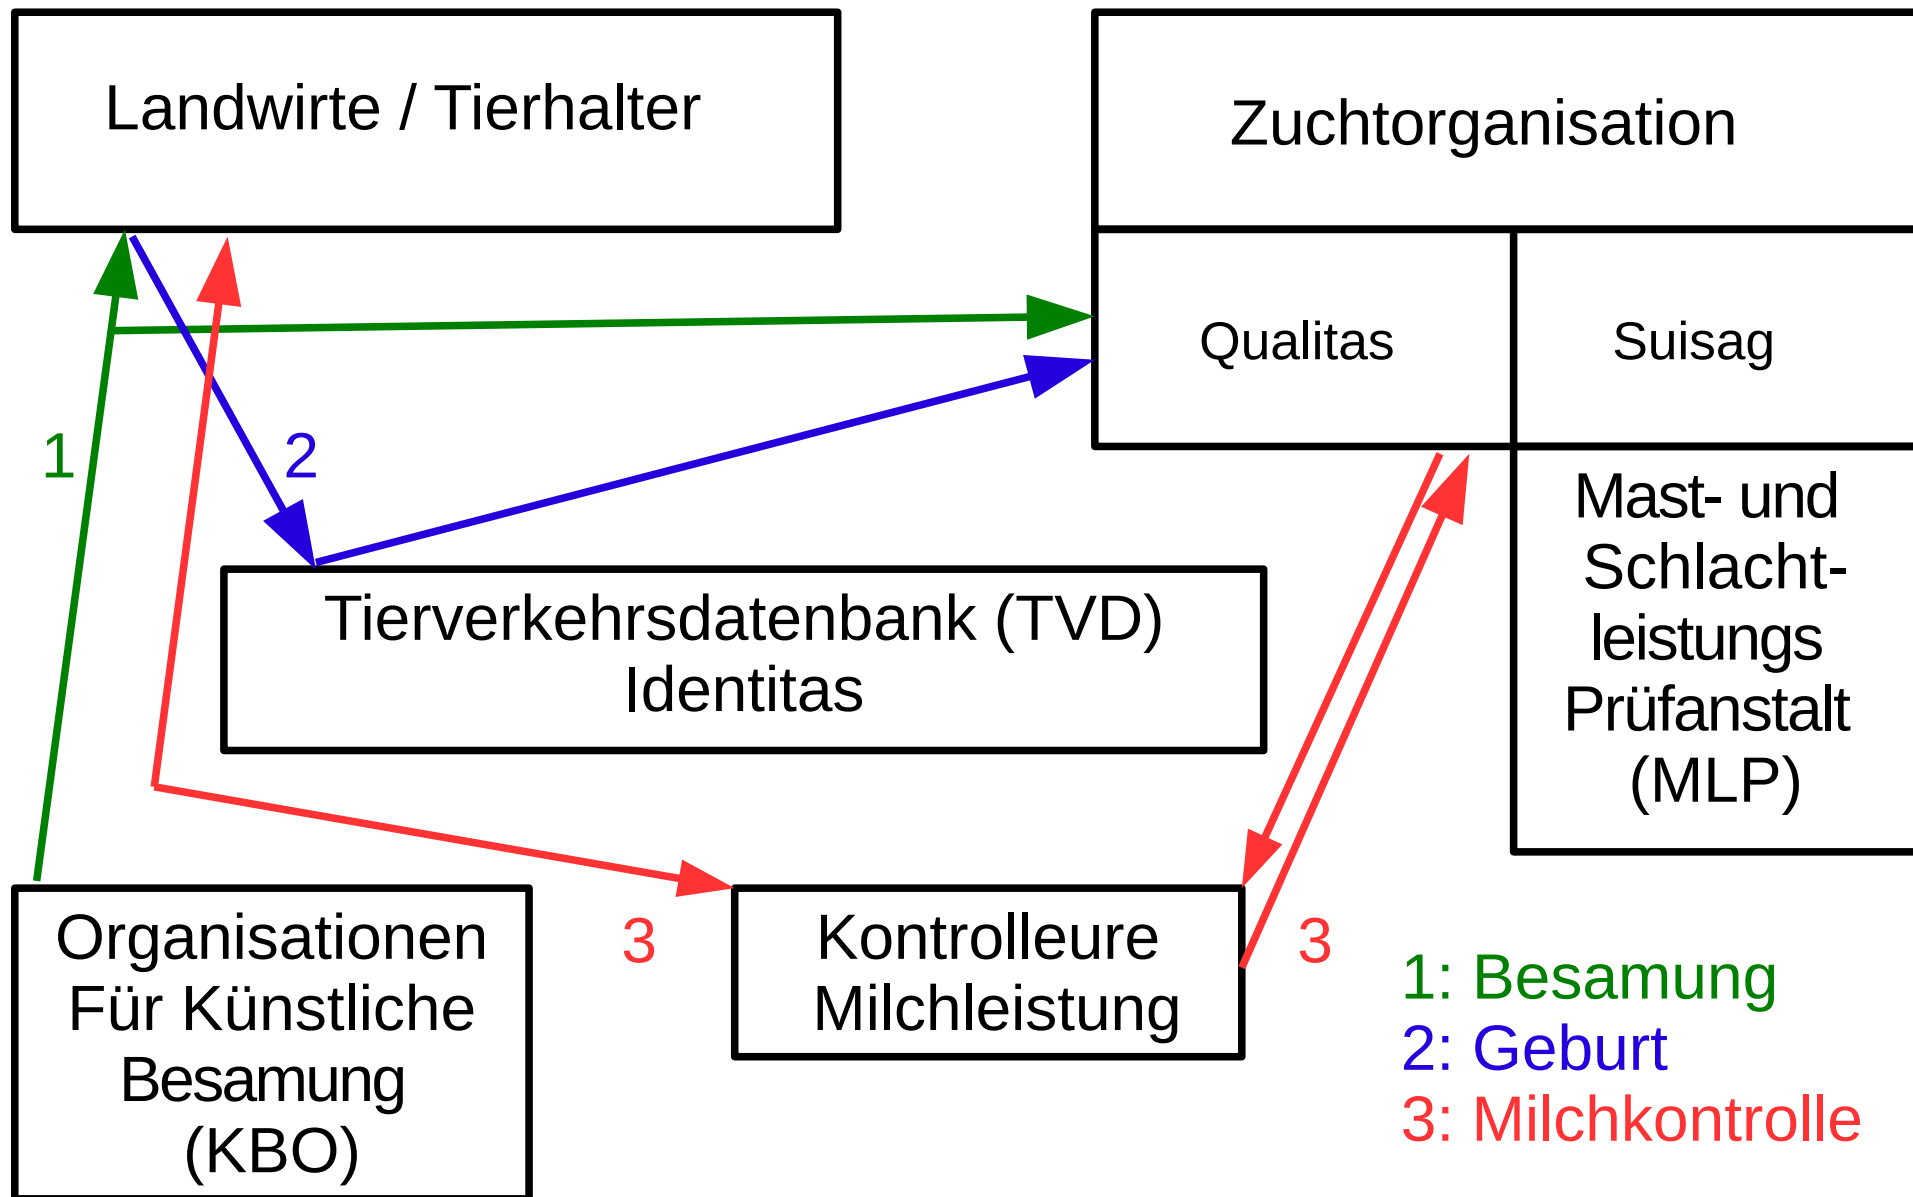 Landwirte / Tierhalter
Zuchtorganisation
Qualitas
Suisag
1
2
Mast- und
Schlacht-
leistungs
Prüfanstalt
(MLP)
Tierverkehrsdatenbank (TVD)
Identitas
Organisationen
Für Künstliche
Besamung
(KBO)
3
Kontrolleure
Milchleistung
3
1: Besamung
2: Geburt
3: Milchkontrolle